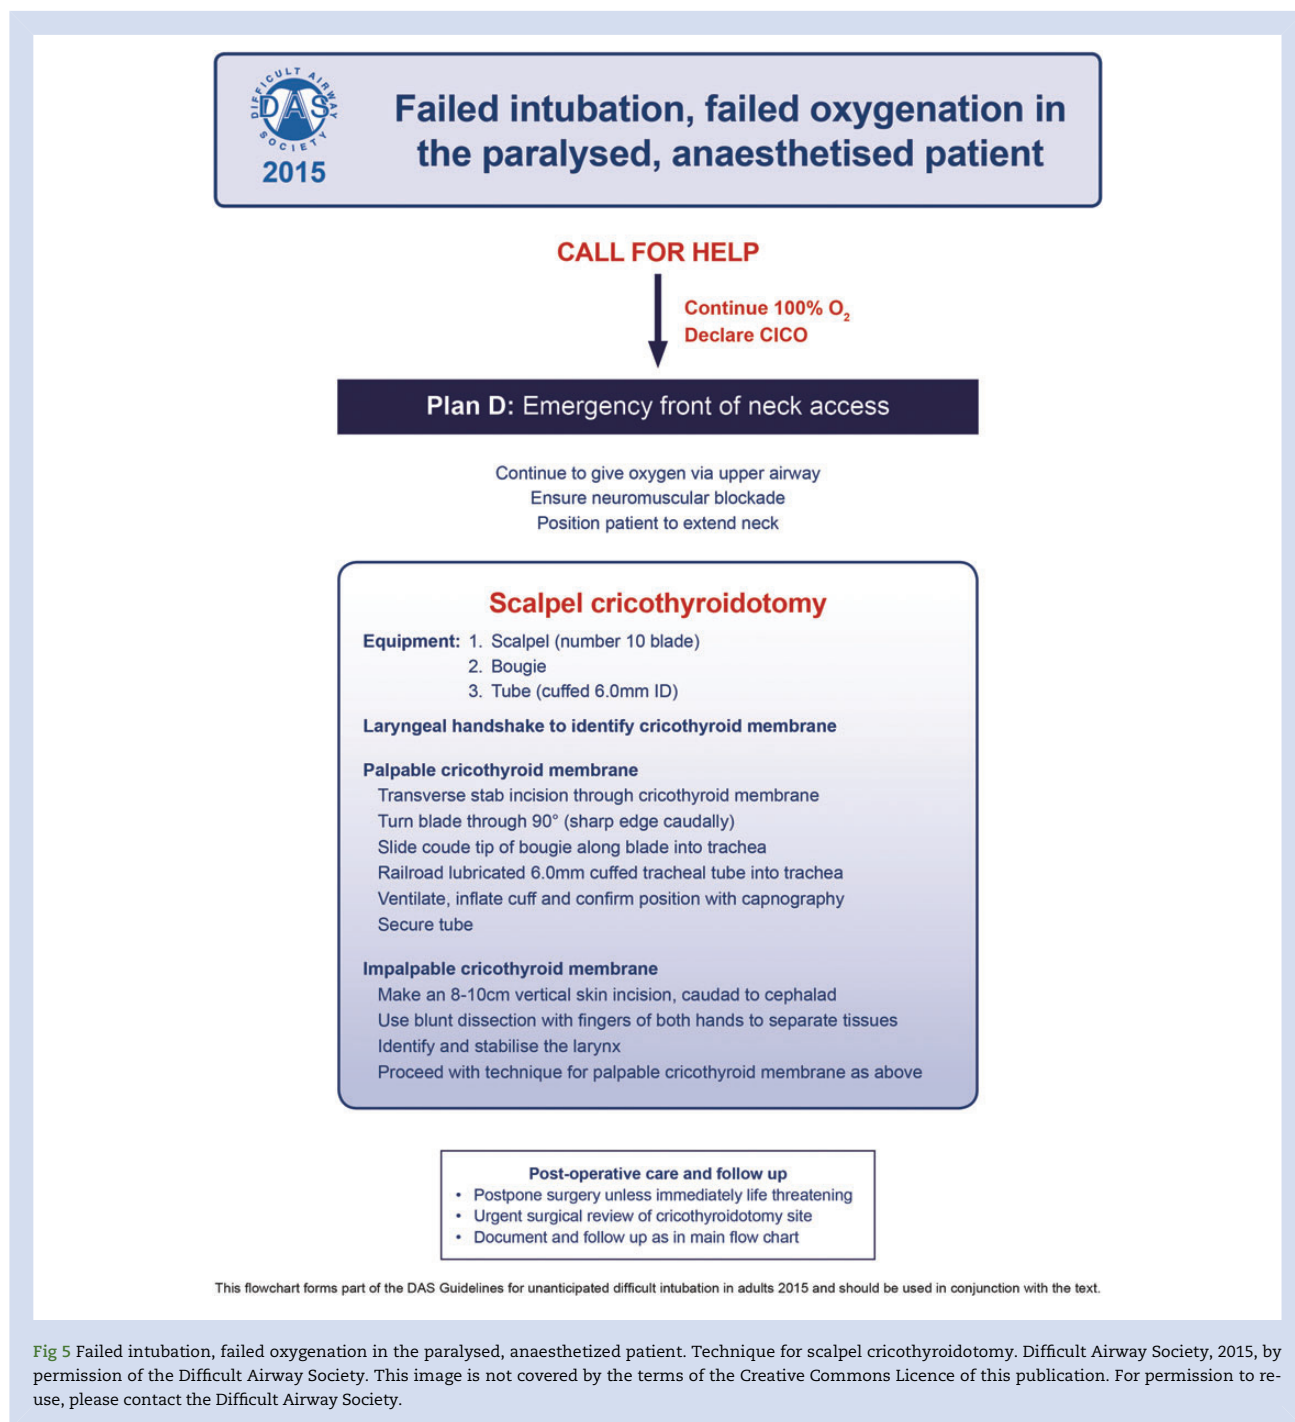 DIFFICULT AIRWAY
DAS
SOCIETY
2015
Failed intubation, failed oxygenation in
the paralysed, anaesthetised patient
CALL FOR HELP
Continue 100% O2
Declare CICO
Plan D: Emergency front of neck access
Continue to give oxygen via upper airway
Ensure neuromuscular blockade
Position patient to extend neck
Scalpel cricothyroidotomy
Equipment: 1. Scalpel (number 10 blade)
2. Bougie
3. Tube (cuffed 6.0mm ID)
Laryngeal handshake to identify cricothyroid membrane
Palpable cricothyroid membrane
Transverse stab incision through cricothyroid membrane
Turn blade through 90° (sharp edge caudally)
Slide coude tip of bougie along blade into trachea
Railroad lubricated 6.0mm cuffed tracheal tube into trachea
Ventilate, inflate cuff and confirm position with capnography
Secure tube
Impalpable cricothyroid membrane
Make an 8-10cm vertical skin incision, caudad to cephalad
Use blunt dissection with fingers of both hands to separate tissues
Identify and stabilise the larynx
Proceed with technique for palpable cricothyroid membrane as above
Post-operative care and follow up
• Postpone surgery unless immediately life threatening
• Urgent surgical review of cricothyroidotomy site
• Document and follow up as in main flow chart
This flowchart forms part of the DAS Guidelines for unanticipated difficult intubation in adults 2015 and should be used in conjunction with the text.
Fig 5 Failed intubation, failed oxygenation in the paralysed, anaesthetized patient. Technique for scalpel cricothyroidotomy. Difficult Airway Society, 2015, by
permission of the Difficult Airway Society. This image is not covered by the terms of the Creative Commons Licence of this publication. For permission to re-
use, please contact the Difficult Airway Society.